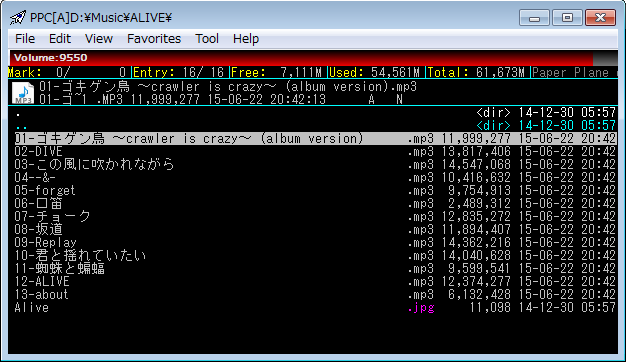 PPC[A]D:¥Music¥ALIVE¥
File Edit View Favorites Tool Help
Volume:9550
Mark: 0/ 0 Entry: 16/ 16 Free: 7,111M Used: 54,561M Total: 61,673M Paper Plane
01-ゴキゲン鳥 ～crawler is crazy～ (album version).mp3
MP3 01-ゴ~1 .MP3 11,999,277 15-06-22 20:42:13 A N
. <dir> 14-12-30 05:57
.. <dir> 14-12-30 05:57
01-ゴキゲン鳥 ～crawler is crazy～ (album version) .mp3 11,999,277 15-06-22 20:42
02-DIVE .mp3 13,817,406 15-06-22 20:42
03-この風に吹かれながら .mp3 14,547,068 15-06-22 20:42
04--&- .mp3 10,416,632 15-06-22 20:42
05-forget .mp3 9,754,913 15-06-22 20:42
06-口笛 .mp3 2,489,312 15-06-22 20:42
07-チョーク .mp3 12,835,272 15-06-22 20:42
08-坂道 .mp3 11,894,407 15-06-22 20:42
09-Replay .mp3 14,362,216 15-06-22 20:42
10-君と揺れていたい .mp3 14,040,628 15-06-22 20:42
11-蜘蛛と蝙蝠 .mp3 9,599,541 15-06-22 20:42
12-ALIVE .mp3 12,374,277 15-06-22 20:42
13-about .mp3 6,132,428 15-06-22 20:42
Alive .jpg 11,098 14-12-30 05:57